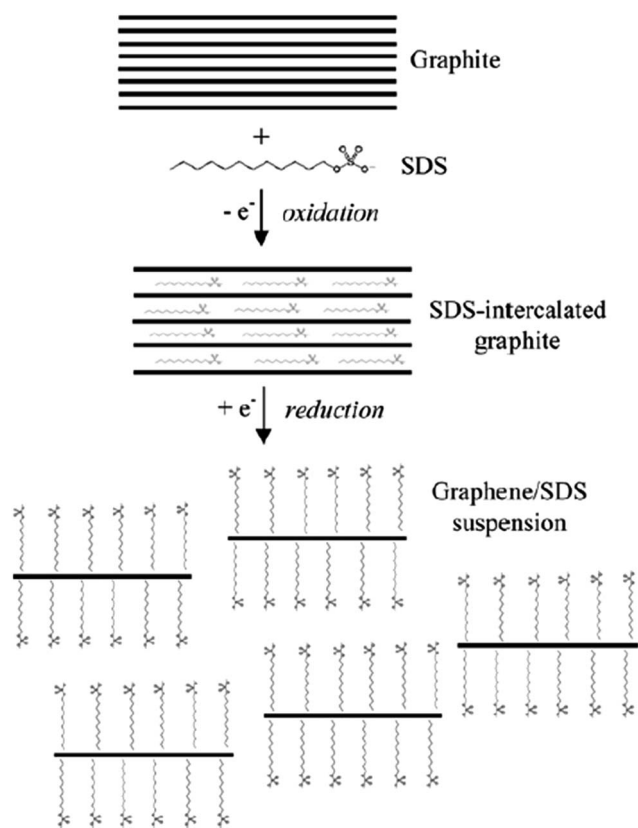 Graphite
+
SDS
- e⁻ oxidation
SDS-intercalated
graphite
+ e⁻ reduction
Graphene/SDS
suspension